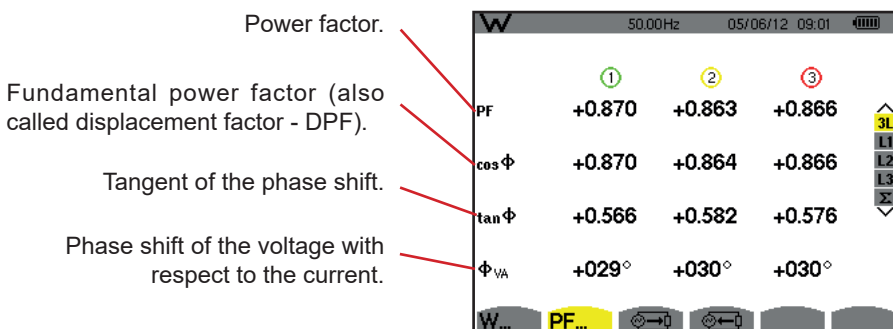 Power factor.
Fundamental power factor (also
called displacement factor - DPF).
Tangent of the phase shift.
Phase shift of the voltage with
respect to the current.
W 50.00Hz 05/06/12 09:01
1 2 3
PF +0.870 +0.863 +0.866
cos Φ +0.870 +0.864 +0.866
tan Φ +0.566 +0.582 +0.576
Φ VA +029° +030° +030°
3L
L1
L2
L3
Σ
W... PF...